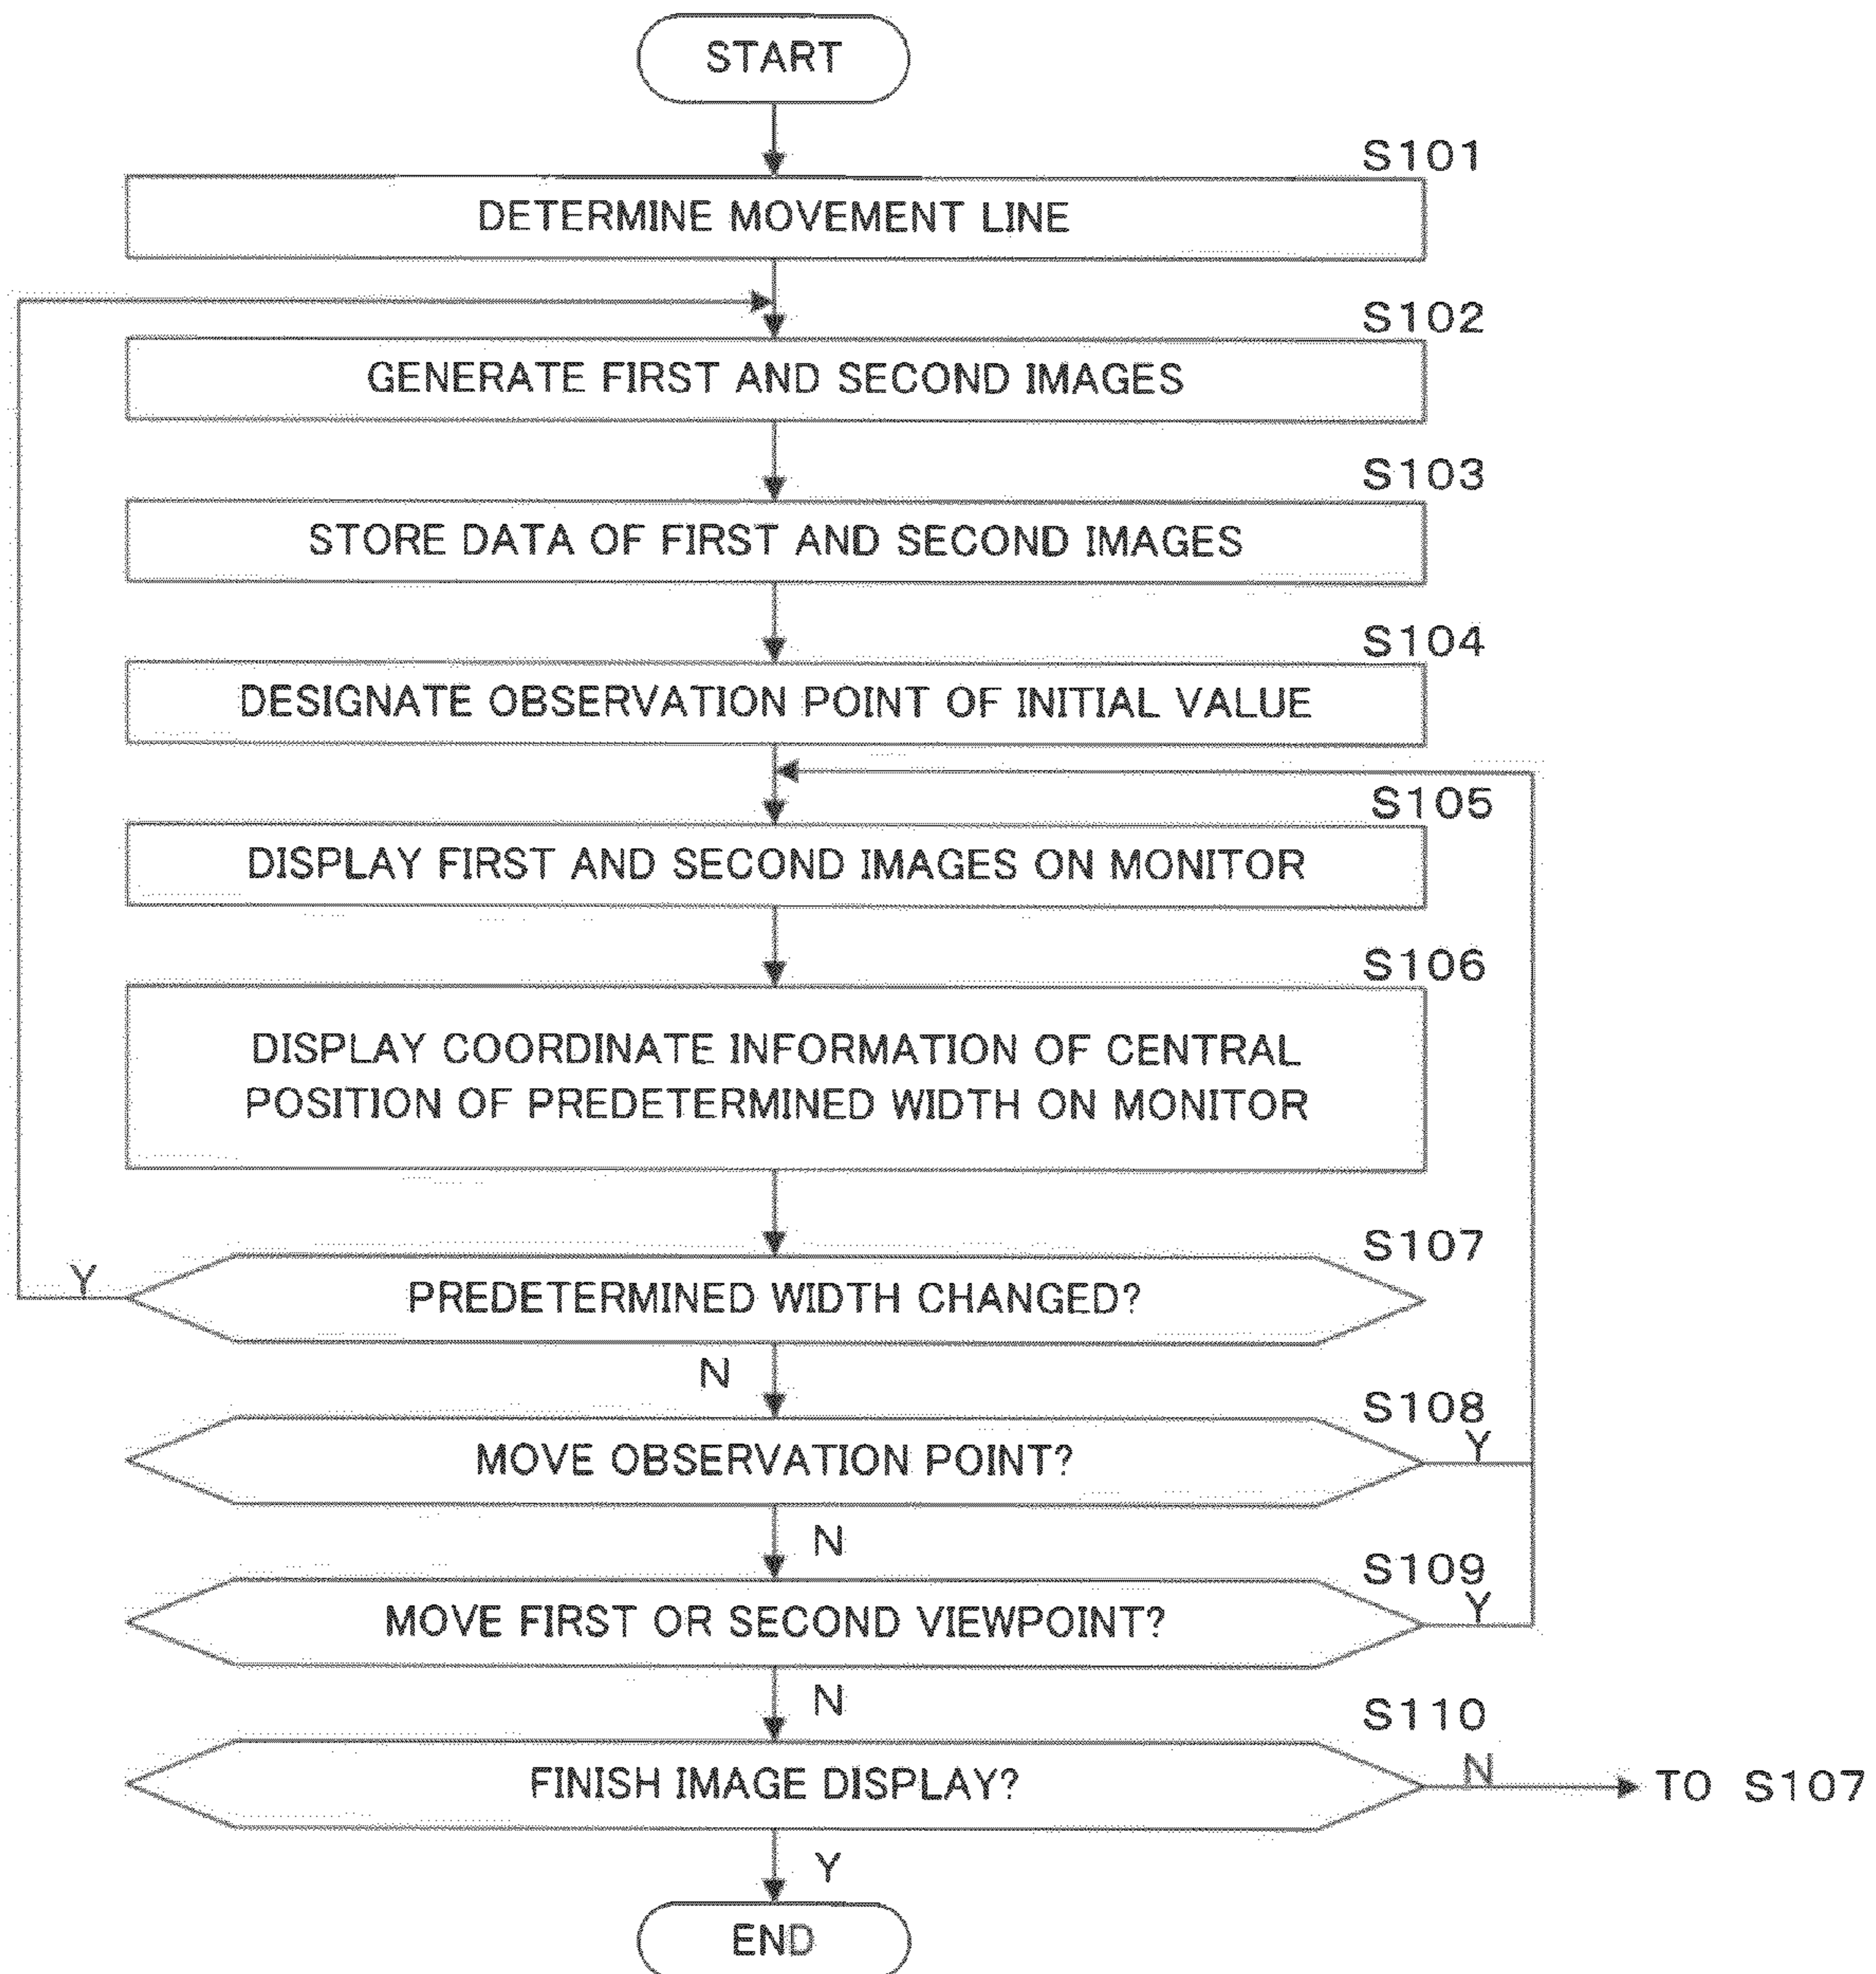 START
S101
DETERMINE MOVEMENT LINE
S102
GENERATE FIRST AND SECOND IMAGES
S103
STORE DATA OF FIRST AND SECOND IMAGES
S104
DESIGNATE OBSERVATION POINT OF INITIAL VALUE
S105
DISPLAY FIRST AND SECOND IMAGES ON MONITOR
S106
DISPLAY COORDINATE INFORMATION OF CENTRAL
POSITION OF PREDETERMINED WIDTH ON MONITOR
S107
Y
PREDETERMINED WIDTH CHANGED?
N
S108
MOVE OBSERVATION POINT?
Y
N
S109
MOVE FIRST OR SECOND VIEWPOINT?
Y
N
S110
FINISH IMAGE DISPLAY?
N
TO S107
Y
END